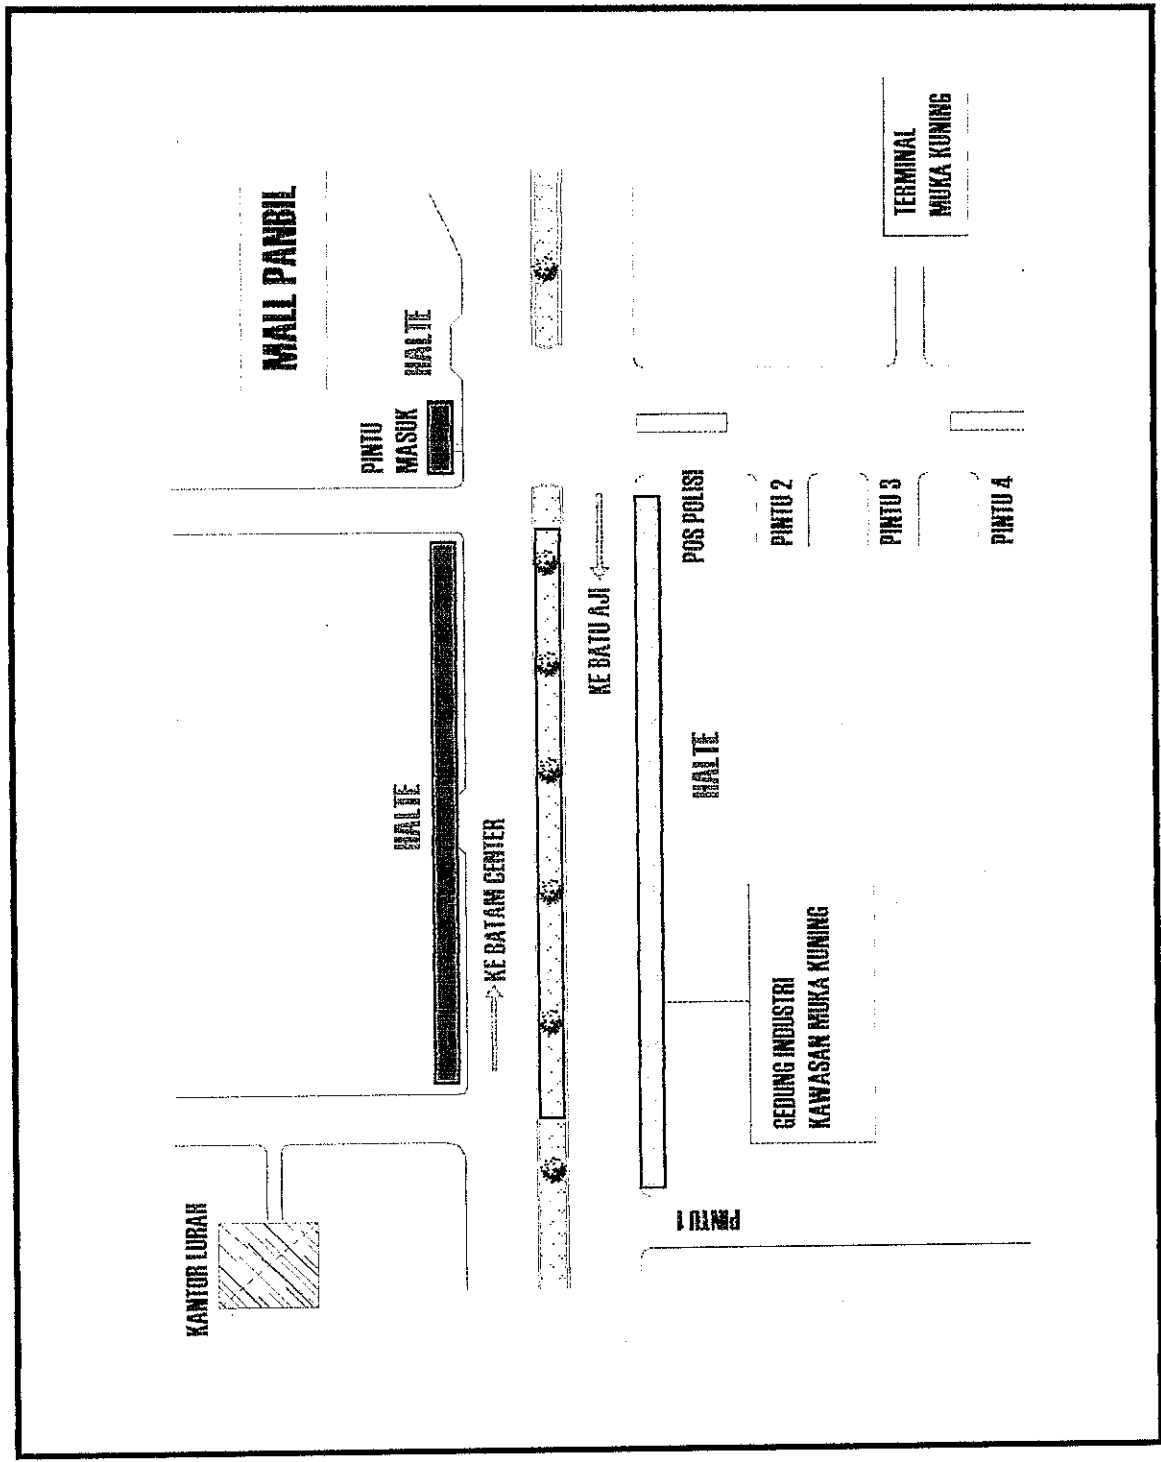 KANTOR LURAH
MALL PANBIL
PINTU
MASUK
HALTE
HALTE
KE BATAM CENTER
KE BATU AJI
POS POLISI
HALTE
PINTU 1
PINTU 2
PINTU 3
PINTU 4
GEDUNG INDUSTRI
KAWASAN MUKA KUNING
TERMINAL
MUKA KUNING